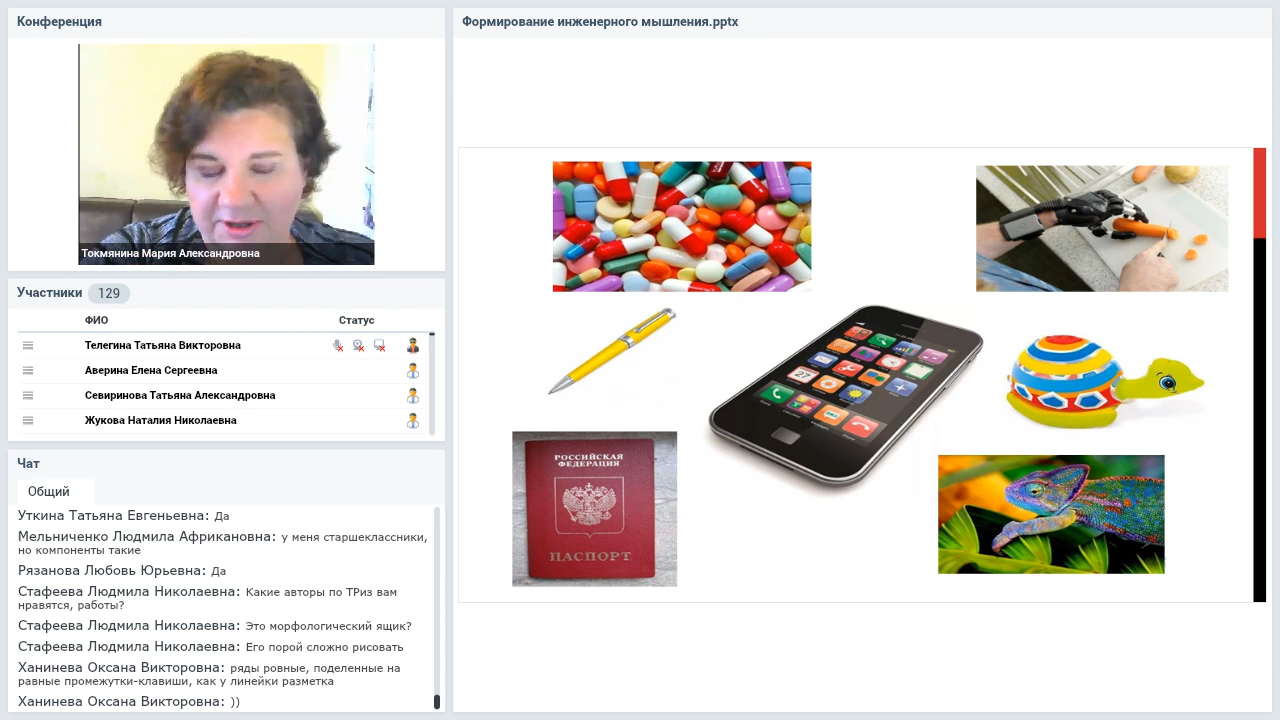 Конференция
Токмянина Мария Александровна
Участники 129
ФИО Статус
Телегина Татьяна Викторовна
Аверина Елена Сергеевна
Севиринова Татьяна Александровна
Жукова Наталия Николаевна
Чат
Общий
Уткина Татьяна Евгеньевна: Да
Мельниченко Людмила Африкановна: у меня старшеклассники,
но компоненты такие
Рязанова Любовь Юрьевна: Да
Стафеева Людмила Николаевна: Какие авторы по ТРиз вам
нравятся, работы?
Стафеева Людмила Николаевна: Это морфологический ящик?
Стафеева Людмила Николаевна: Его порой сложно рисовать
Ханинева Оксана Викторовна: ряды ровные, поделенные на
равные промежутки-клавиши, как у линейки разметка
Ханинева Оксана Викторовна: ))
Формирование инженерного мышления.pptx
27
РОССИЙСКАЯ
ФЕДЕРАЦИЯ
ПАСПОРТ